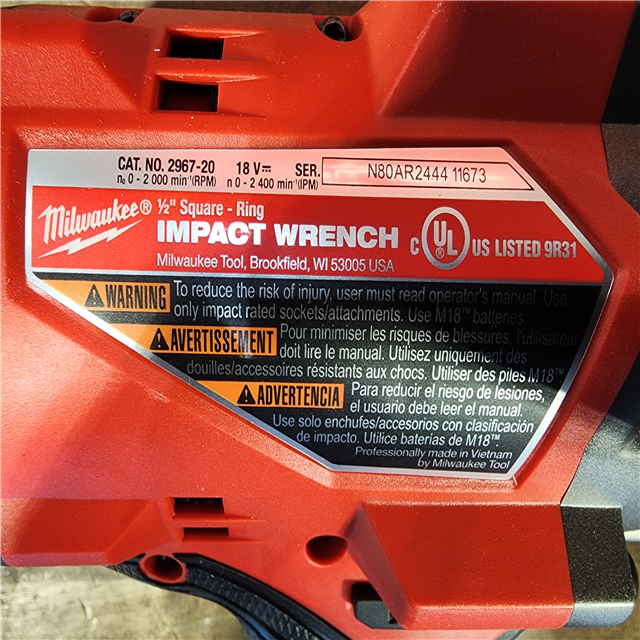 CAT. NO. 2967-20 18 V⎓ SER. N80AR2444 11673
n₀ 0 - 2 000 min⁻¹(RPM) n 0 - 2 400 min⁻¹(IPM)
Milwaukee® ½" Square - Ring
IMPACT WRENCH
Milwaukee Tool, Brookfield, WI 53005 USA
C UL® US LISTED 9R31
WARNING To reduce the risk of injury, user must read operator's manual. Use
only impact rated sockets/attachments. Use M18™ batteries
AVERTISSEMENT Pour minimiser les risques de blessures, l'utilisateur
doit lire le manual. Utilisez uniquement des
douilles/accessoires résistants aux chocs. Utiliser des piles M18™
ADVERTENCIA Para reducir el riesgo de lesiones,
el usuario debe leer el manual.
Use solo enchufes/accesorios con clasificación
de impacto. Utilice baterías de M18™.
Professionally made in Vietnam
by Milwaukee Tool